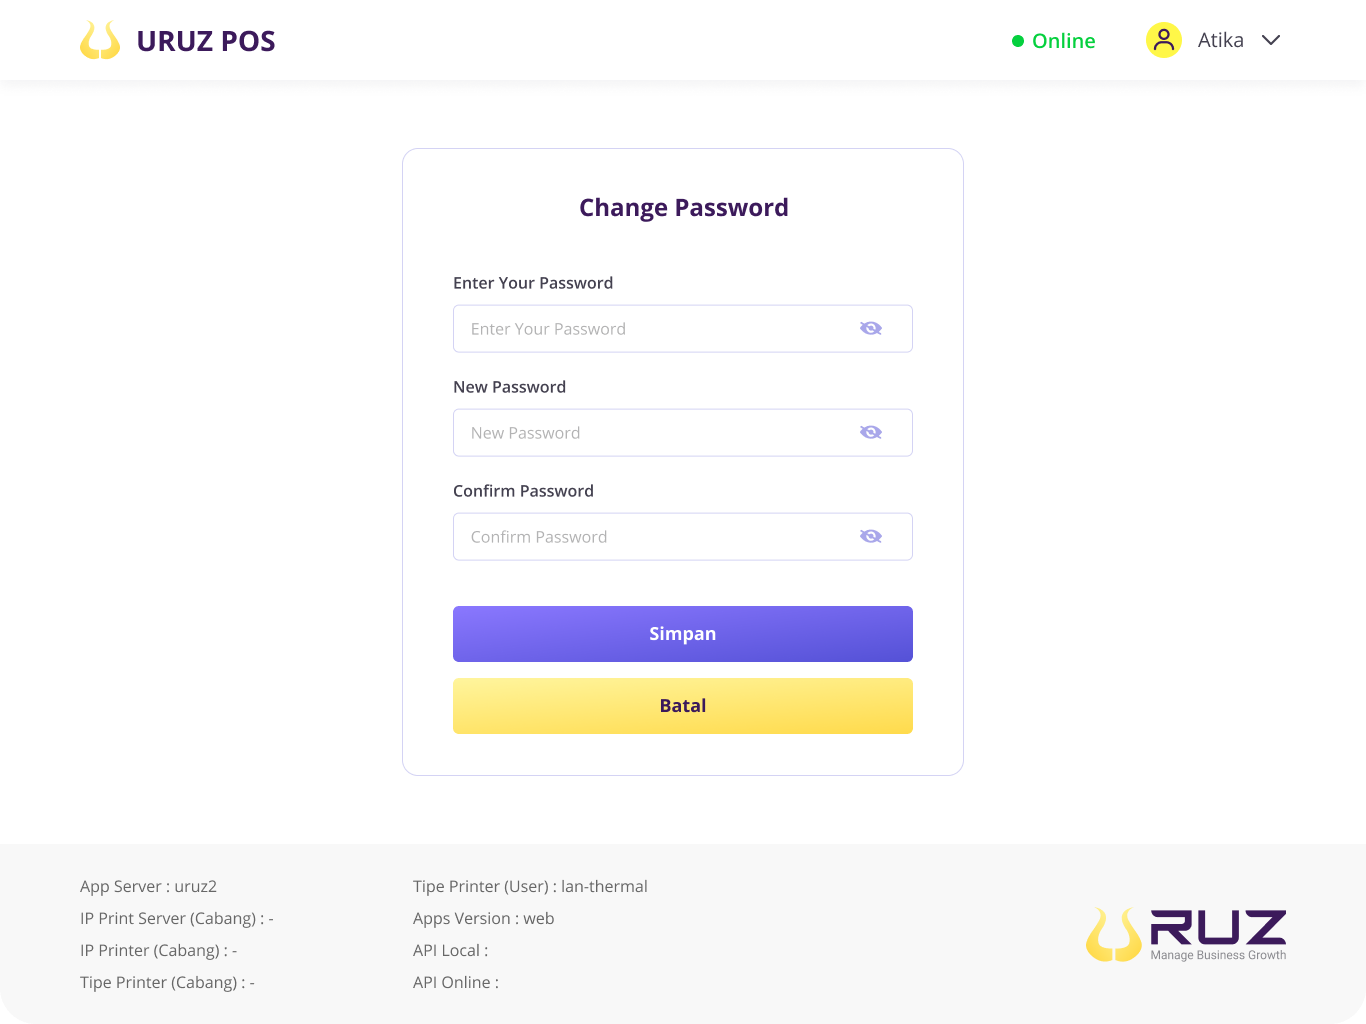 URUZ POS
Online
Atika
Change Password
Enter Your Password
Enter Your Password
New Password
New Password
Confirm Password
Confirm Password
Simpan
Batal
App Server : uruz2
IP Print Server (Cabang) : -
IP Printer (Cabang) : -
Tipe Printer (Cabang) : -
Tipe Printer (User) : lan-thermal
Apps Version : web
API Local :
API Online :
URUZ
Manage Business Growth